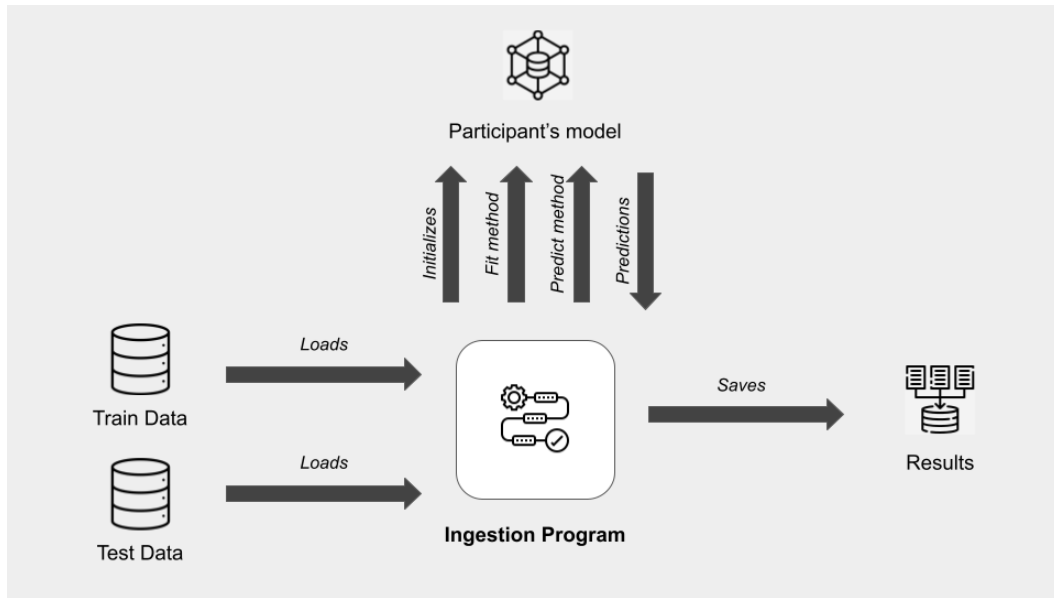 Participant's model
Initializes
Fit method
Predict method
Predictions
Loads
Train Data
Loads
Test Data
Ingestion Program
Saves
Results